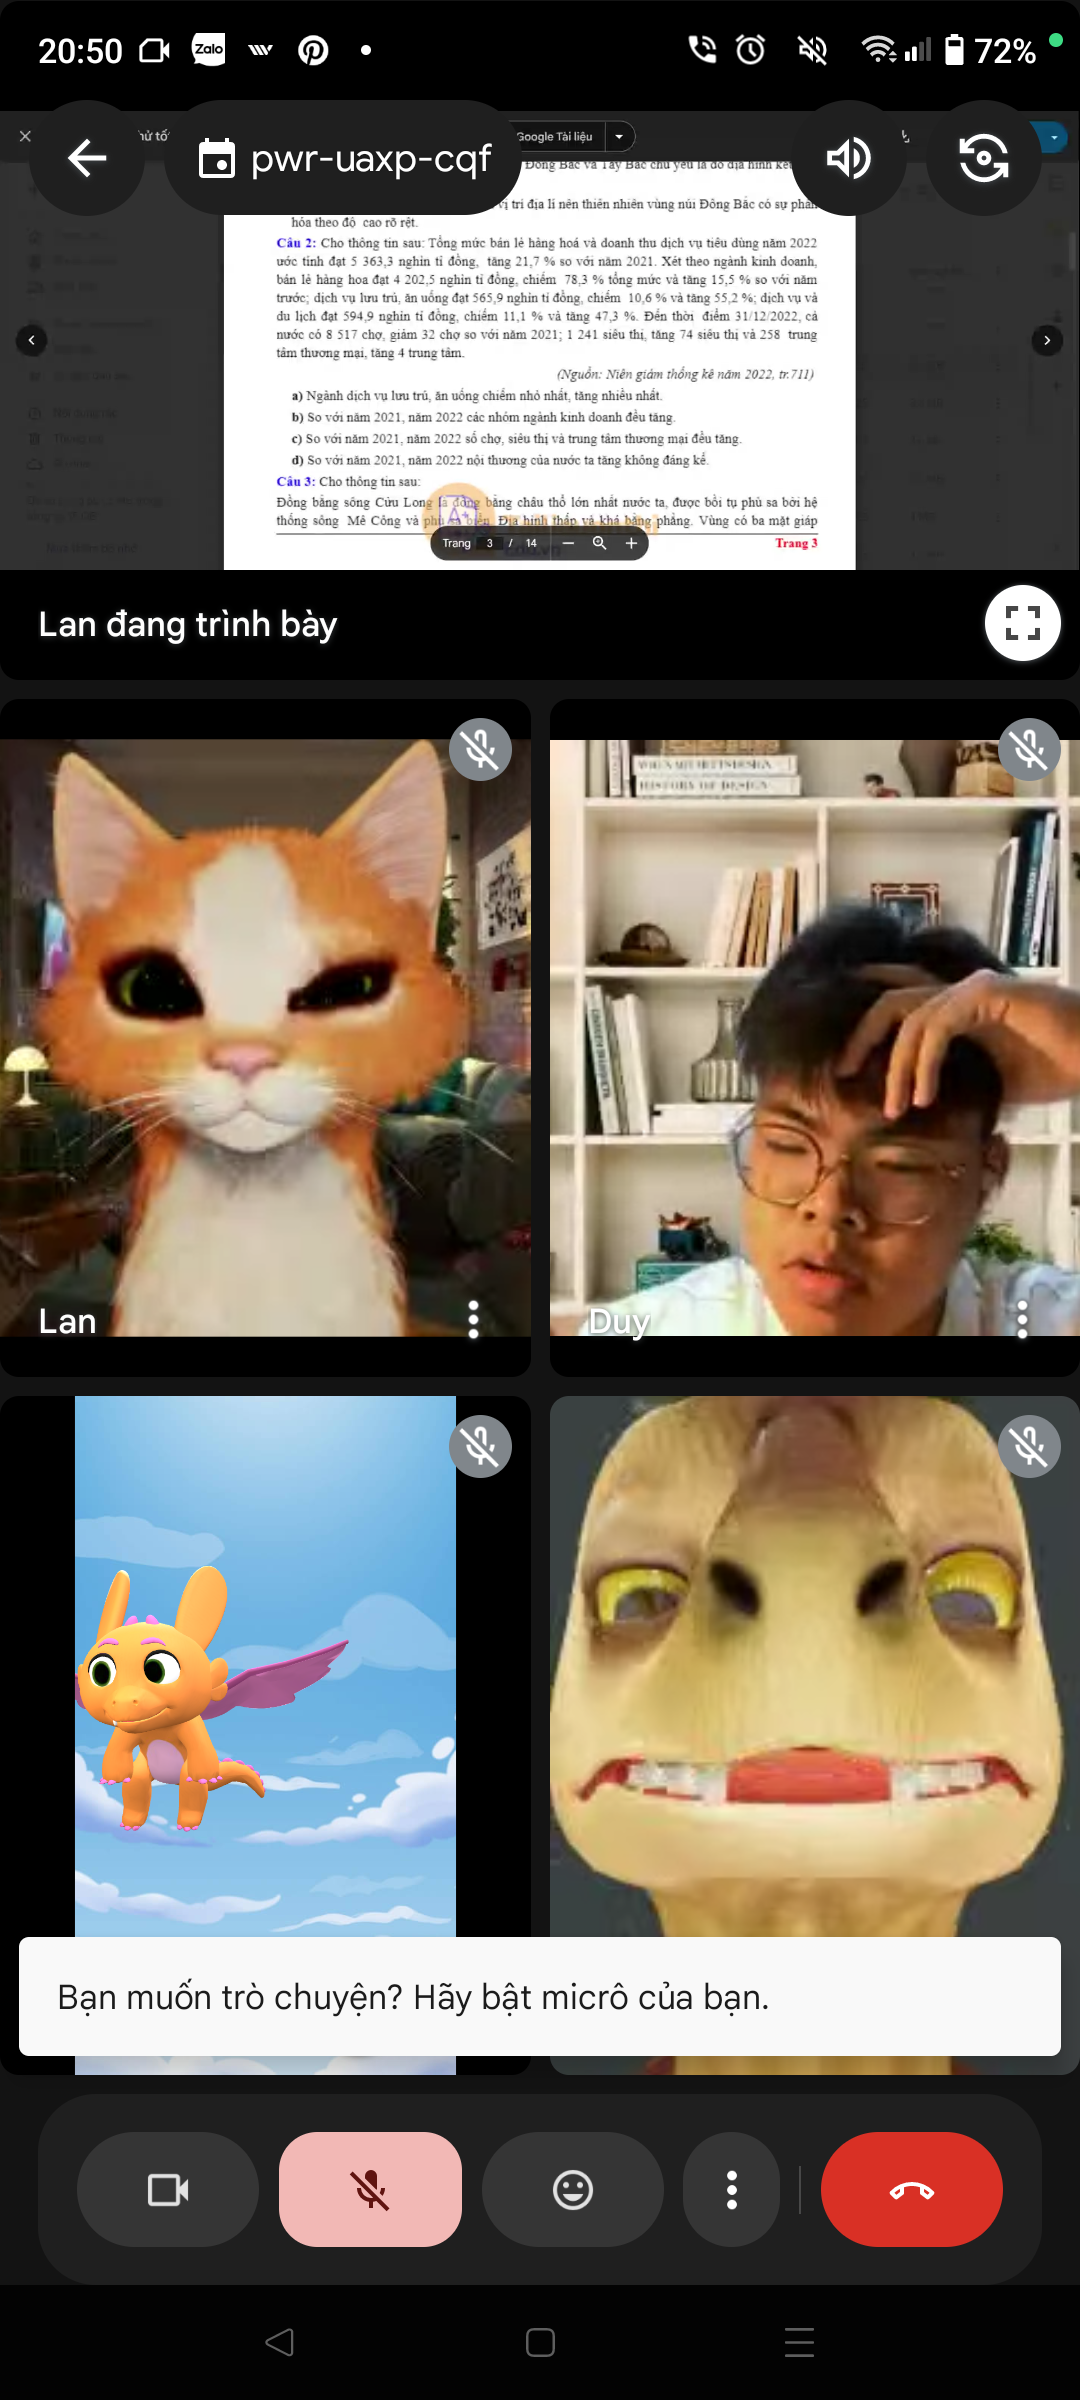 20:50
Zalo
72%
pwr-uaxp-cqf
Google Tài liệu
Đông Bắc và Tây Bắc chủ yếu là do địa hình
vị trí địa lí nên thiên nhiên vùng núi Đông Bắc có sự phân
hóa theo độ cao rõ rệt.
Câu 2: Cho thông tin sau: Tổng mức bán lẻ hàng hoá và doanh thu dịch vụ tiêu dùng năm 2022
ước tính đạt 5 363,3 nghìn tỉ đồng, tăng 21,7 % so với năm 2021. Xét theo ngành kinh doanh,
bán lẻ hàng hoa đạt 4 202,5 nghìn tỉ đồng, chiếm 78,3 % tổng mức và tăng 15,5 % so với năm
trước; dịch vụ lưu trú, ăn uống đạt 565,9 nghìn tỉ đồng, chiếm 10,6 % và tăng 55,2 %; dịch vụ và
du lịch đạt 594,9 nghìn tỉ đồng, chiếm 11,1 % và tăng 47,3 %. Đến thời điểm 31/12/2022, cả
nước có 8 517 chợ, giảm 32 chợ so với năm 2021; 1 241 siêu thị, tăng 74 siêu thị và 258 trung
tâm thương mại, tăng 4 trung tâm.
(Nguồn: Niên giám thống kê năm 2022, tr.711)
a) Ngành dịch vụ lưu trú, ăn uống chiếm nhỏ nhất, tăng nhiều nhất.
b) So với năm 2021, năm 2022 các nhóm ngành kinh doanh đều tăng.
c) So với năm 2021, năm 2022 số chợ, siêu thị và trung tâm thương mại đều tăng.
d) So với năm 2021, năm 2022 nội thương của nước ta tăng không đáng kể.
Câu 3: Cho thông tin sau:
Đồng bằng sông Cửu Long là đồng bằng châu thổ lớn nhất nước ta, được bồi tụ phù sa bởi hệ
thống sông Mê Công và phù sa biển. Địa hình thấp và khá bằng phẳng. Vùng có ba mặt giáp
Trang 3 / 14
Trang 3
Lan đang trình bày
HISTORY OF DESIGN
Lan
Duy
Bạn muốn trò chuyện? Hãy bật micrô của bạn.